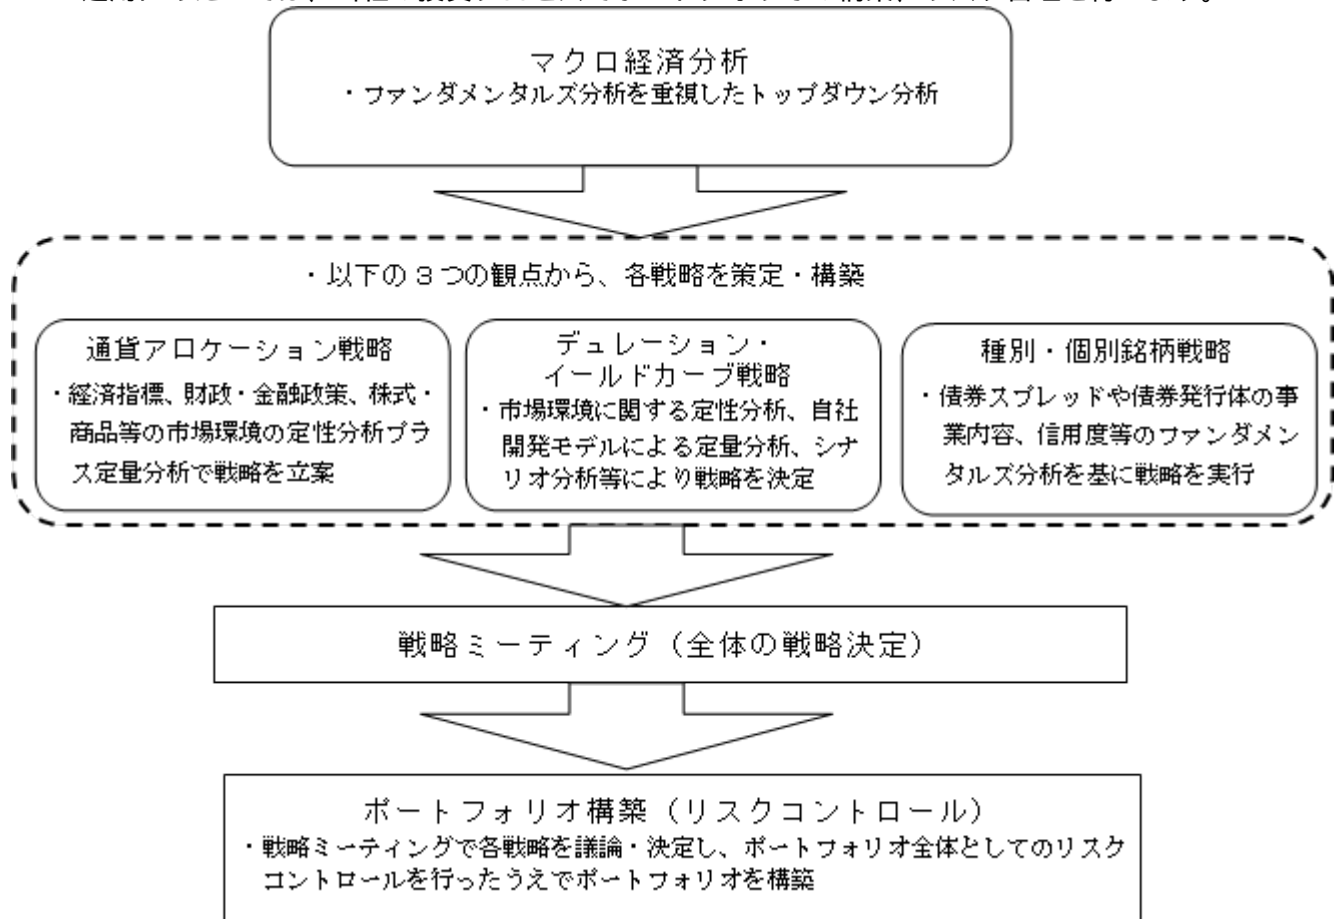 マクロ経済分析
・ファンダメンタルズ分析を重視したトップダウン分析
・以下の3つの観点から、各戦略を策定・構築
通貨アロケーション戦略
・経済指標、財政・金融政策、株式・
商品等の市場環境の定性分析プラ
ス定量分析で戦略を立案
デュレーション・
イールドカーブ戦略
・市場環境に関する定性分析、自社
開発モデルによる定量分析、シナ
リオ分析等により戦略を決定
種別・個別銘柄戦略
・債券スプレッドや債券発行体の事
業内容、信用度等のファンダメン
タルズ分析を基に戦略を実行
戦略ミーティング（全体の戦略決定）
ポートフォリオ構築（リスクコントロール）
・戦略ミーティングで各戦略を議論・決定し、ポートフォリオ全体としてのリスク
コントロールを行ったうえでポートフォリオを構築